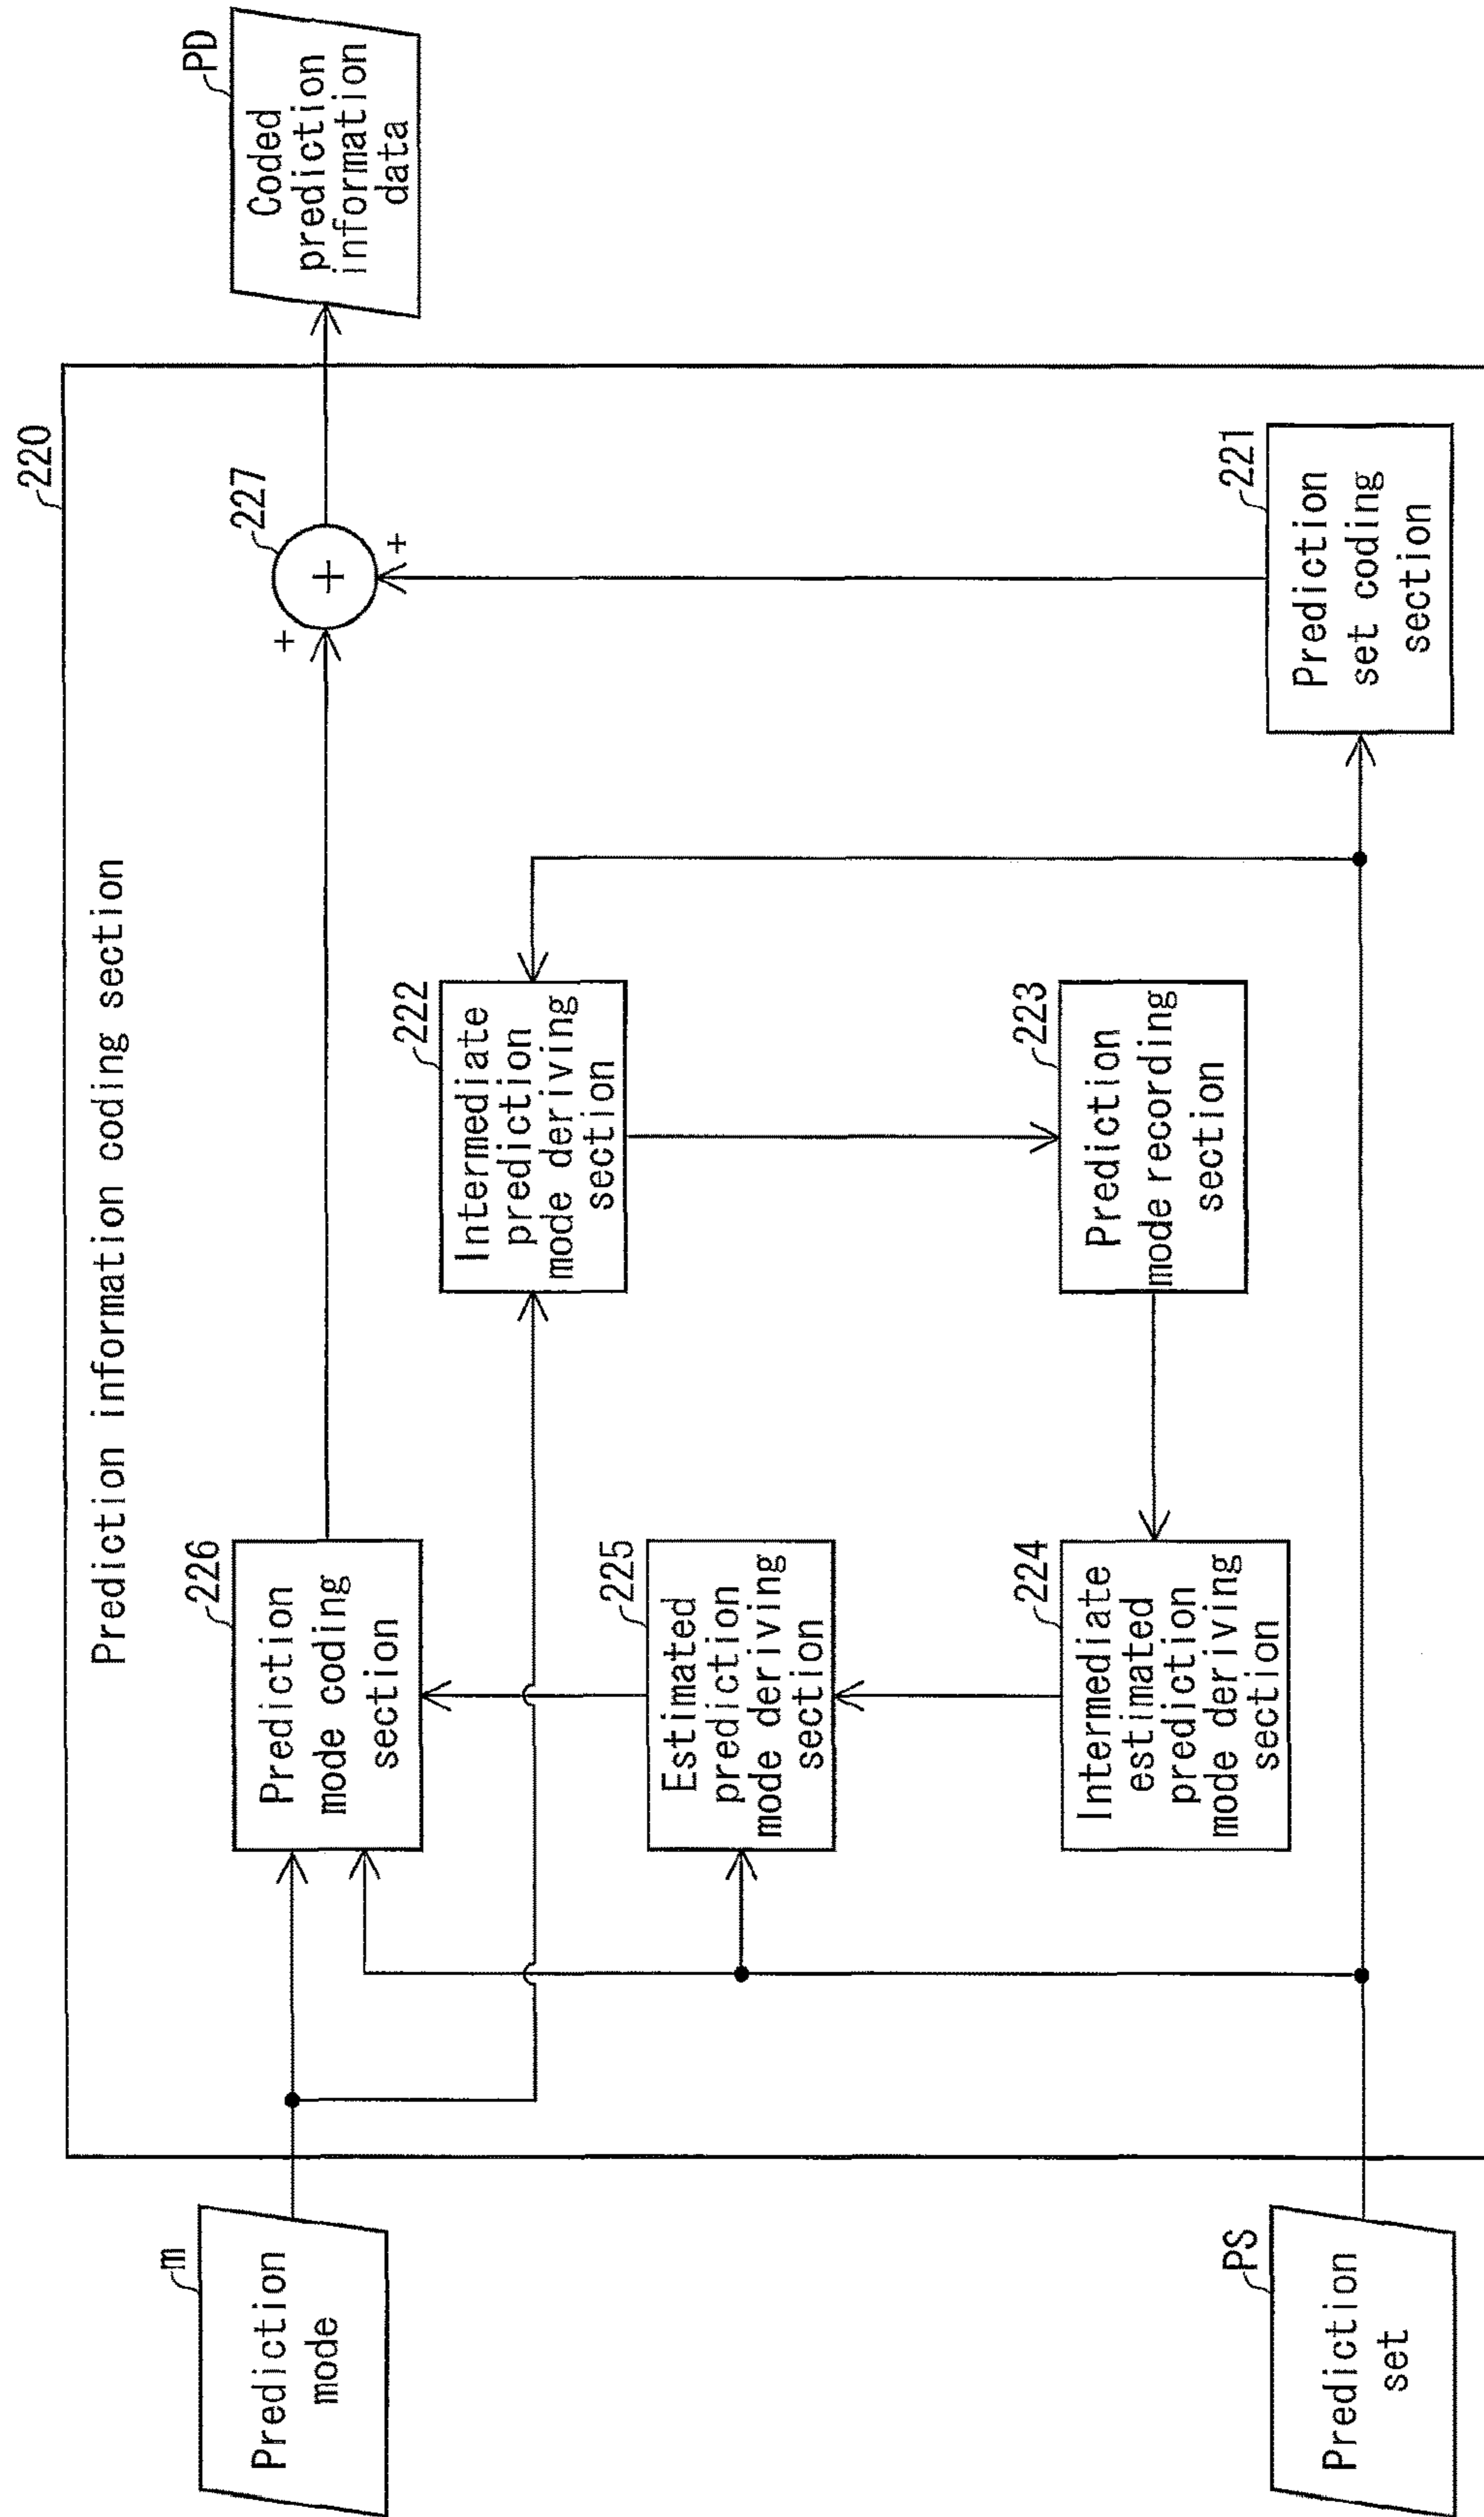 220
Prediction information coding section
m
Prediction
mode
226
Prediction
mode coding
section
+
227
+
+
PD
Coded
prediction
information
data
222
Intermediate
prediction
mode deriving
section
225
Estimated
prediction
mode deriving
section
224
Intermediate
estimated
prediction
mode deriving
section
223
Prediction
mode recording
section
221
Prediction
set coding
section
PS
Prediction
set